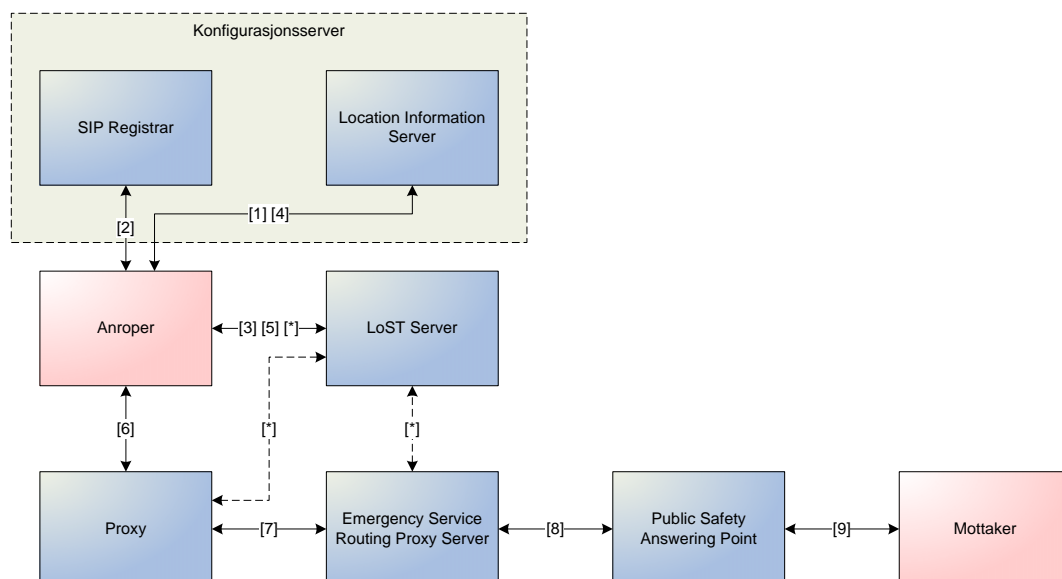 Konfigurasjonsserver
SIP Registrar
Location Information
Server
[1] [4]
[2]
Anroper
[3] [5] [*]
LoST Server
[6]
[*]
[*]
Proxy
[7]
Emergency Service
Routing Proxy Server
[8]
Public Safety
Answering Point
[9]
Mottaker